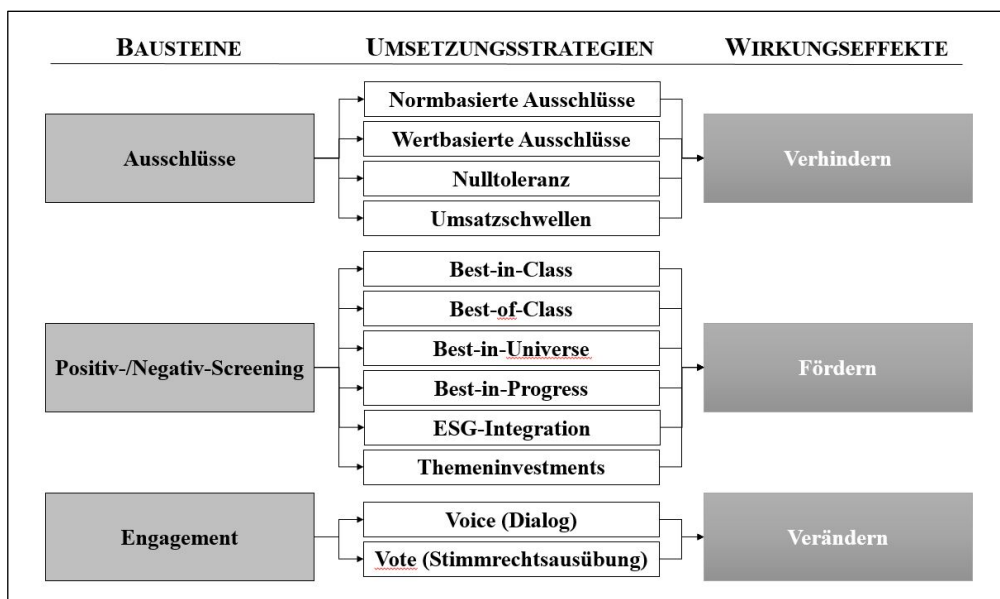 BAUSTEINE UMSETZUNGSSTRATEGIEN WIRKUNGSEFFEKTE
Ausschlüsse
Normbasierte Ausschlüsse
Wertbasierte Ausschlüsse
Nulltoleranz
Umsatzschwellen
Verhindern
Positiv-/Negativ-Screening
Best-in-Class
Best-of-Class
Best-in-Universe
Best-in-Progress
ESG-Integration
Themeninvestments
Fördern
Engagement
Voice (Dialog)
Vote (Stimmrechtsausübung)
Verändern